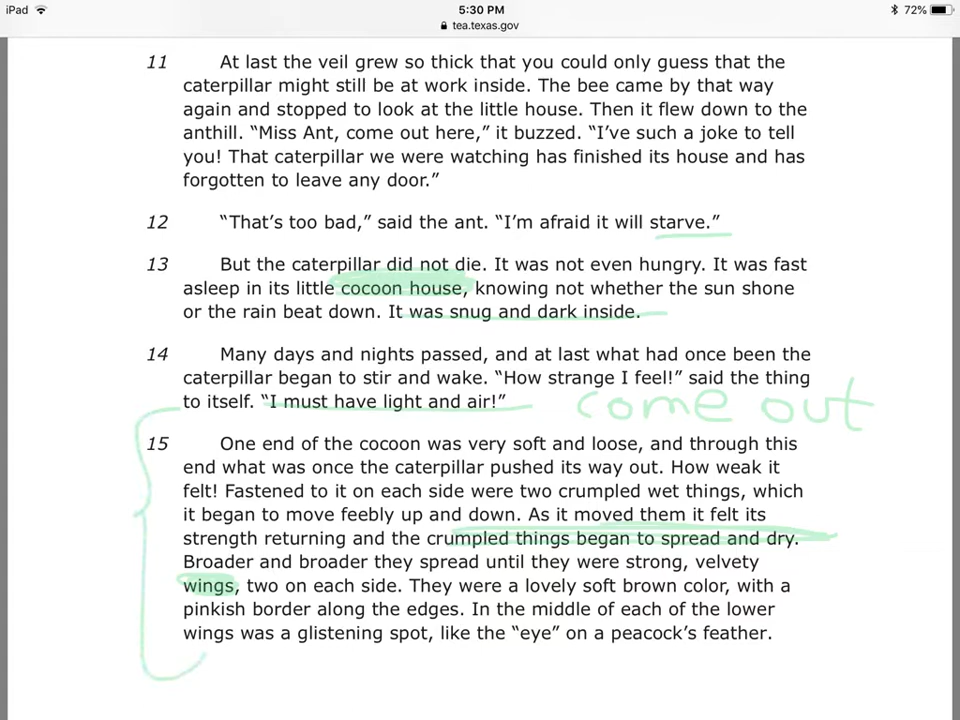 iPad 5:30 PM 72%
tea.texas.gov
11 At last the veil grew so thick that you could only guess that the
caterpillar might still be at work inside. The bee came by that way
again and stopped to look at the little house. Then it flew down to the
anthill. “Miss Ant, come out here,” it buzzed. “I’ve such a joke to tell
you! That caterpillar we were watching has finished its house and has
forgotten to leave any door.”
12 “That’s too bad,” said the ant. “I’m afraid it will starve.”
13 But the caterpillar did not die. It was not even hungry. It was fast
asleep in its little cocoon house, knowing not whether the sun shone
or the rain beat down. It was snug and dark inside.
14 Many days and nights passed, and at last what had once been the
caterpillar began to stir and wake. “How strange I feel!” said the thing
to itself. “I must have light and air!” come out
15 One end of the cocoon was very soft and loose, and through this
end what was once the caterpillar pushed its way out. How weak it
felt! Fastened to it on each side were two crumpled wet things, which
it began to move feebly up and down. As it moved them it felt its
strength returning and the crumpled things began to spread and dry.
Broader and broader they spread until they were strong, velvety
wings, two on each side. They were a lovely soft brown color, with a
pinkish border along the edges. In the middle of each of the lower
wings was a glistening spot, like the “eye” on a peacock’s feather.